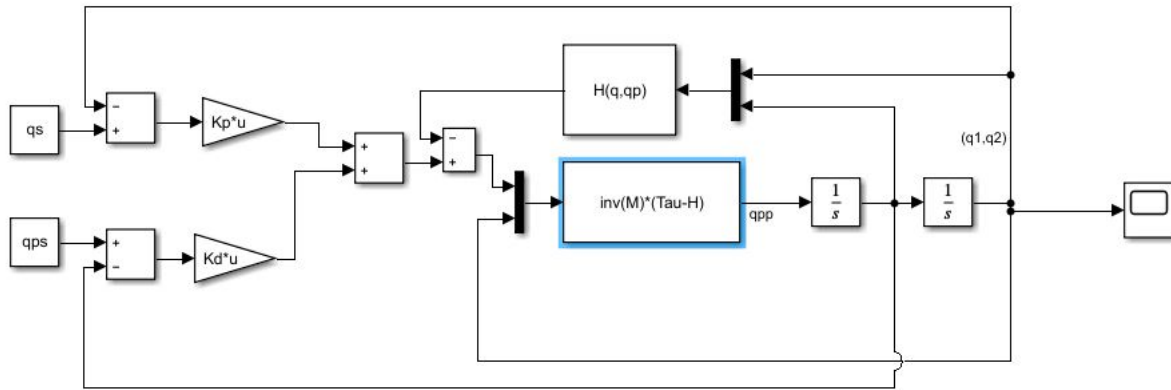 H(q,qp)
qs
-
+
Kp*u
+
+
-
+
(q1,q2)
inv(M)*(Tau-H)
qpp
1
s
1
s
qps
+
-
Kd*u